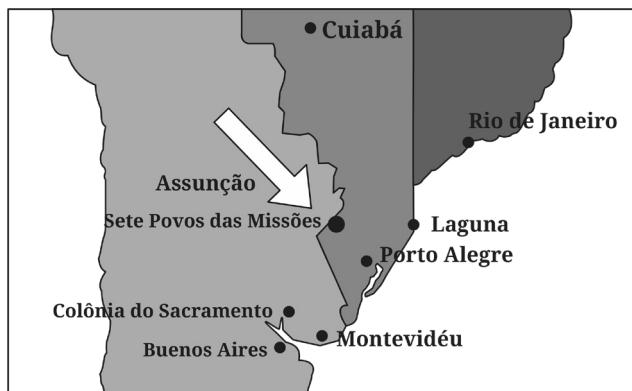 Cuiabá
Rio de Janeiro
Assunção
Sete Povos das Missões
Laguna
Porto Alegre
Colônia do Sacramento
Montevidéu
Buenos Aires